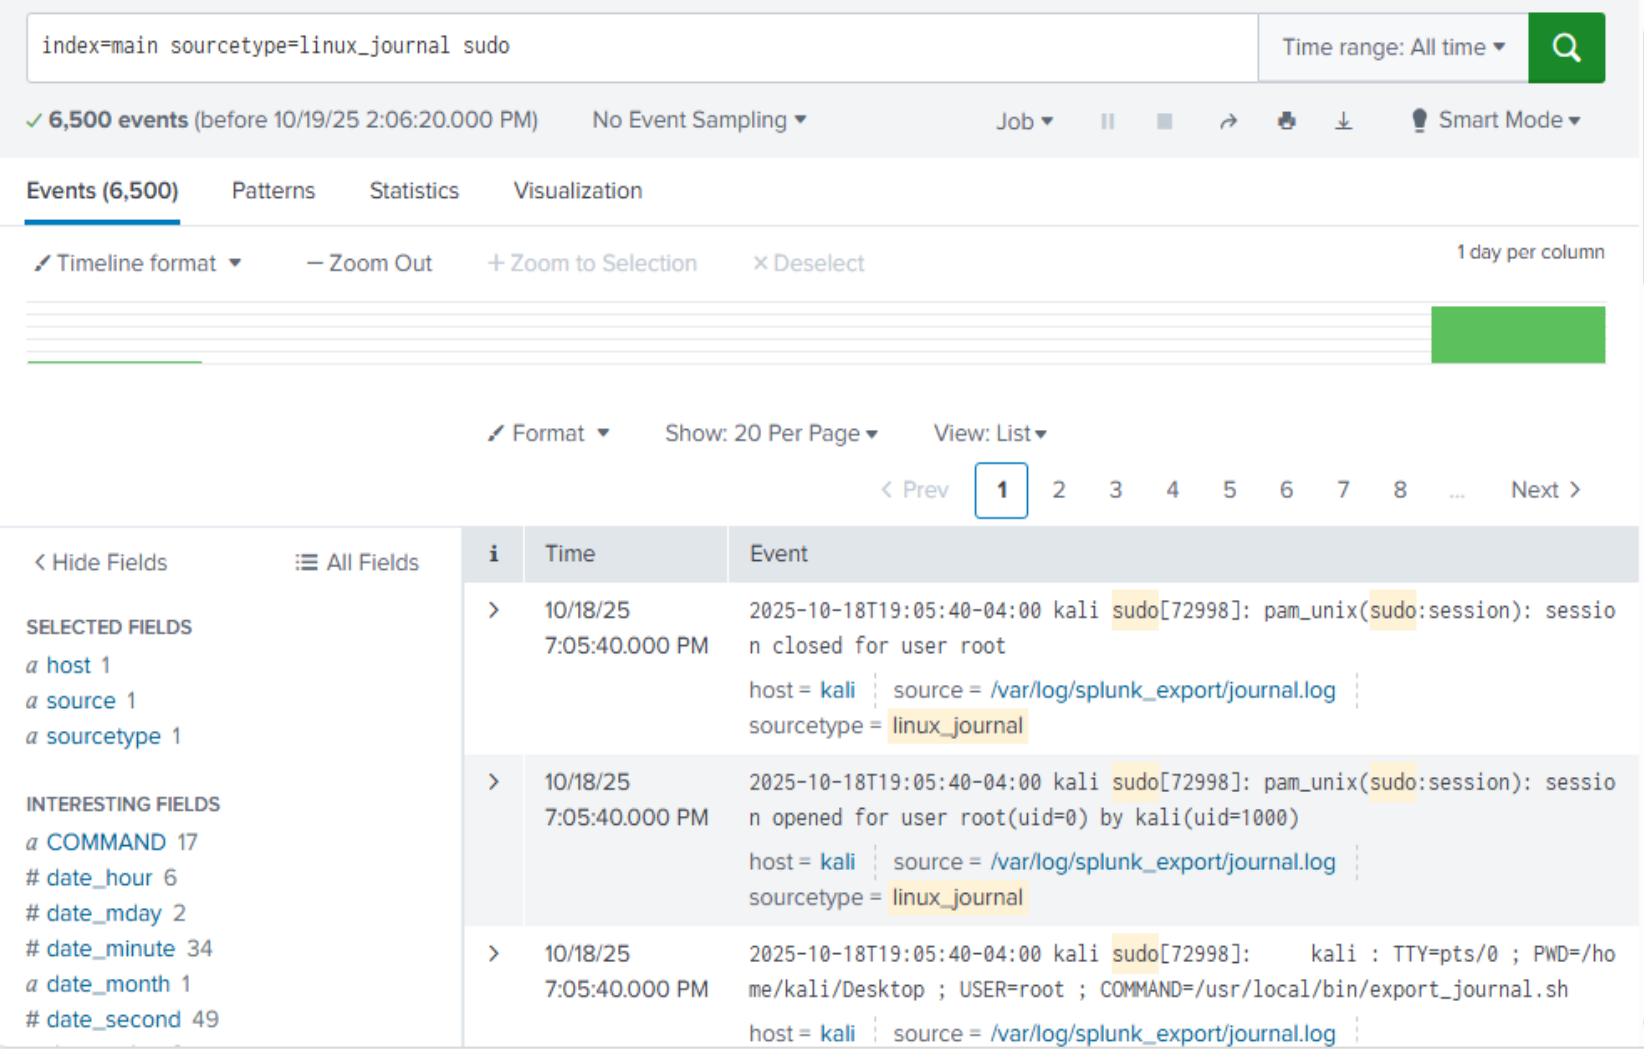 index=main sourcetype=linux_journal sudo
Time range: All time
6,500 events (before 10/19/25 2:06:20.000 PM)
No Event Sampling
Job
Smart Mode
Events (6,500)
Patterns
Statistics
Visualization
Timeline format
— Zoom Out
+ Zoom to Selection
× Deselect
1 day per column
Format
Show: 20 Per Page
View: List
< Prev
1
2
3
4
5
6
7
8
...
Next >
< Hide Fields
All Fields
SELECTED FIELDS
a host 1
a source 1
a sourcetype 1
INTERESTING FIELDS
a COMMAND 17
# date_hour 6
# date_mday 2
# date_minute 34
a date_month 1
# date_second 49
i
Time
Event
>
10/18/25
7:05:40.000 PM
2025-10-18T19:05:40-04:00 kali sudo[72998]: pam_unix(sudo:session): sessio
n closed for user root
host = kali
source = /var/log/splunk_export/journal.log
sourcetype = linux_journal
>
10/18/25
7:05:40.000 PM
2025-10-18T19:05:40-04:00 kali sudo[72998]: pam_unix(sudo:session): sessio
n opened for user root(uid=0) by kali(uid=1000)
host = kali
source = /var/log/splunk_export/journal.log
sourcetype = linux_journal
>
10/18/25
7:05:40.000 PM
2025-10-18T19:05:40-04:00 kali sudo[72998]:     kali : TTY=pts/0 ; PWD=/ho
me/kali/Desktop ; USER=root ; COMMAND=/usr/local/bin/export_journal.sh
host = kali
source = /var/log/splunk_export/journal.log